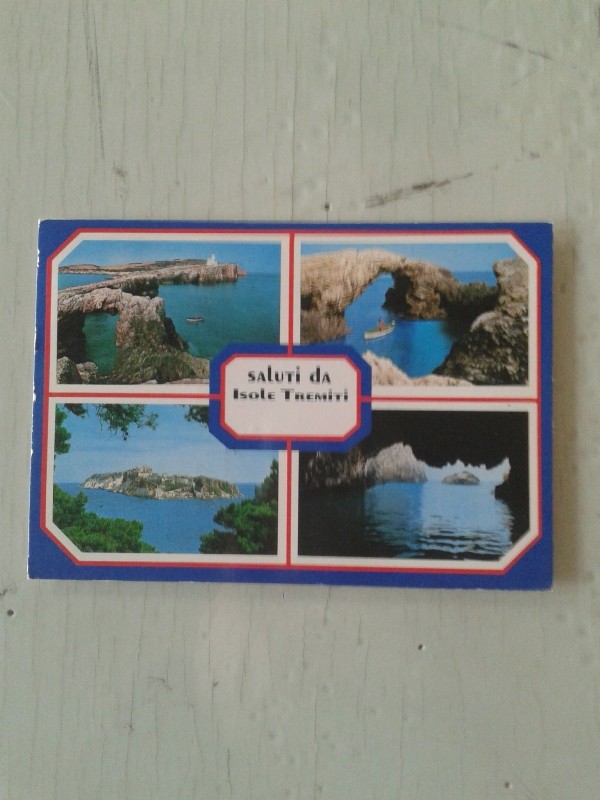 saluti da
Isole Tremiti